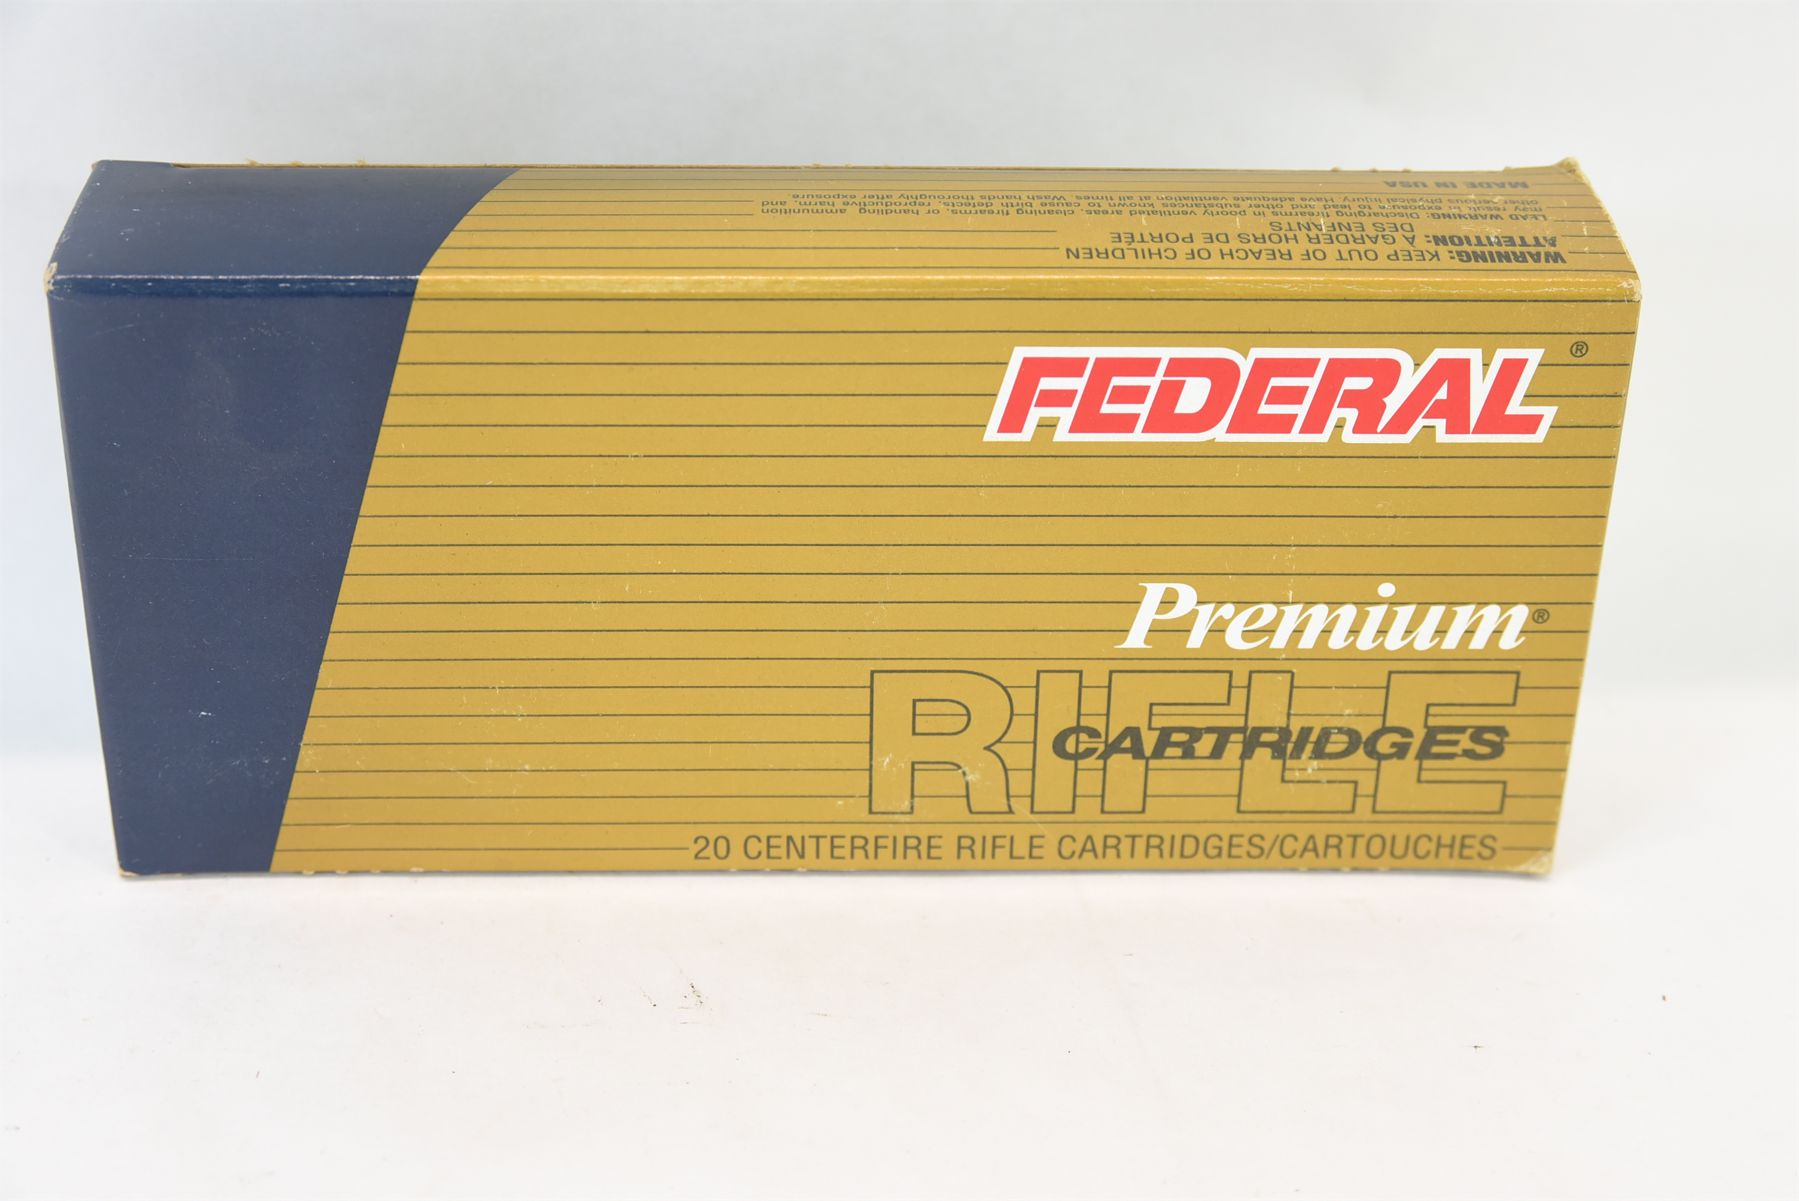 FEDERAL®
Premium®
RIFLE
CARTRIDGES
20 CENTERFIRE RIFLE CARTRIDGES/CARTOUCHES
WARNING: KEEP OUT OF REACH OF CHILDREN
ATTENTION: À GARDER HORS DE PORTÉE
DES ENFANTS
LEAD WARNING: Discharging firearms in poorly ventilated areas, cleaning firearms, or handling ammunition
may result in exposure to lead and other substances known to cause birth defects, reproductive harm, and
other serious physical injury. Have adequate ventilation at all times. Wash hands thoroughly after exposure.
MADE IN USA